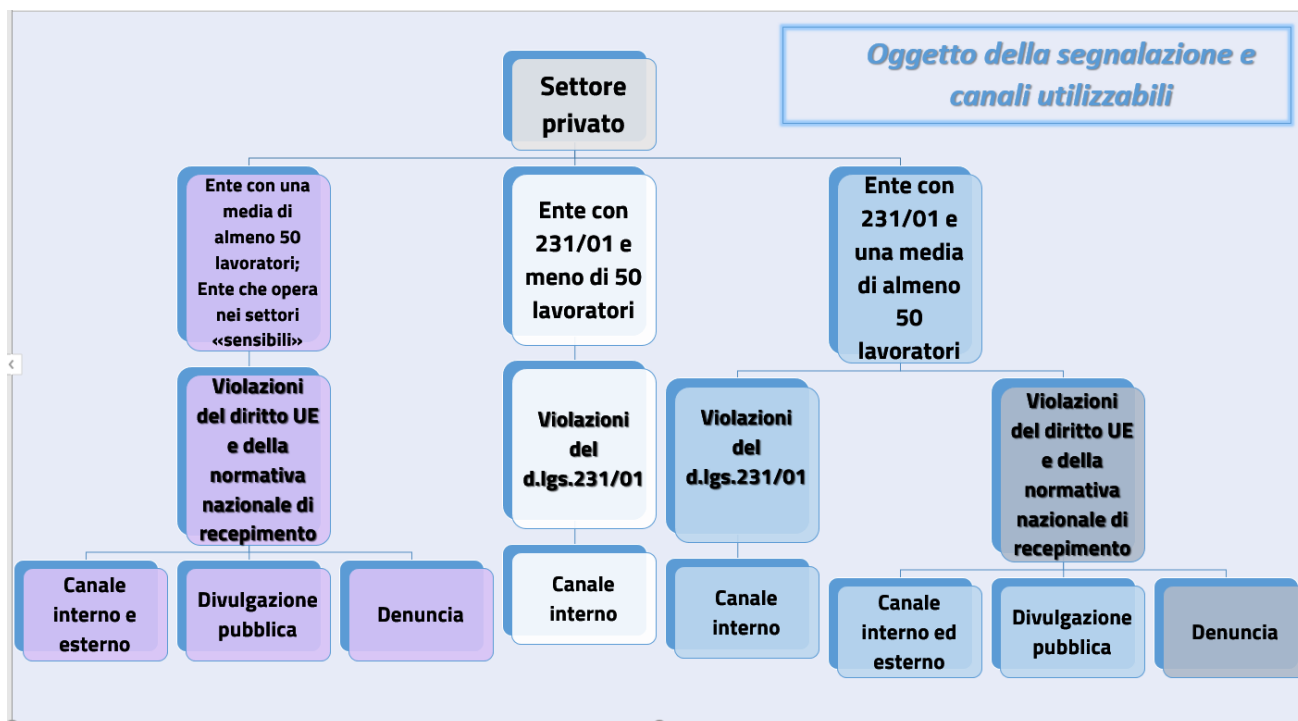 Oggetto della segnalazione e
canali utilizzabili
Settore
privato
Ente con una
media di
almeno 50
lavoratori;
Ente che opera
nei settori
«sensibili»
Ente con
231/01 e
meno di 50
lavoratori
Ente con
231/01 e
una media
di almeno
50
lavoratori
Violazioni
del diritto UE
e della
normativa
nazionale di
recepimento
Violazioni
del
d.lgs.231/01
Violazioni
del
d.lgs.231/01
Violazioni
del diritto UE
e della
normativa
nazionale di
recepimento
Canale
interno e
esterno
Divulgazione
pubblica
Denuncia
Canale
interno
Canale
interno
Canale
interno ed
esterno
Divulgazione
pubblica
Denuncia